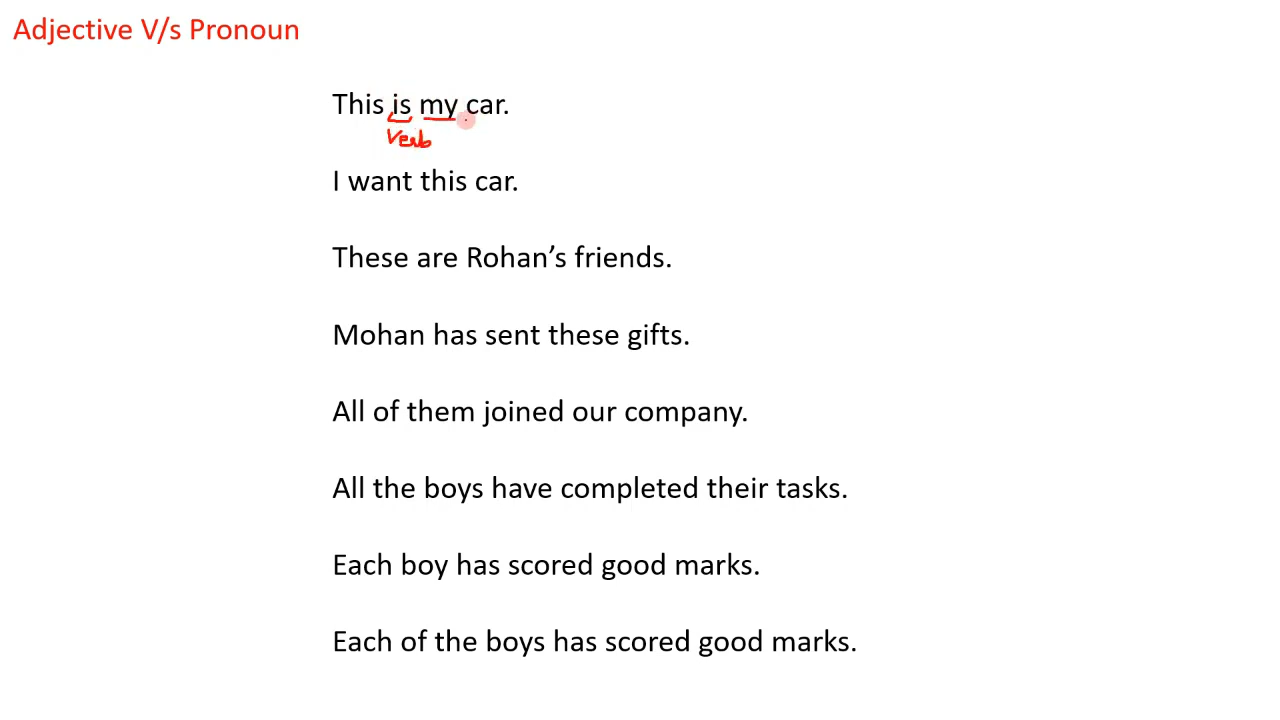 Adjective V/s Pronoun
This is my car.
Verb
I want this car.
These are Rohan’s friends.
Mohan has sent these gifts.
All of them joined our company.
All the boys have completed their tasks.
Each boy has scored good marks.
Each of the boys has scored good marks.